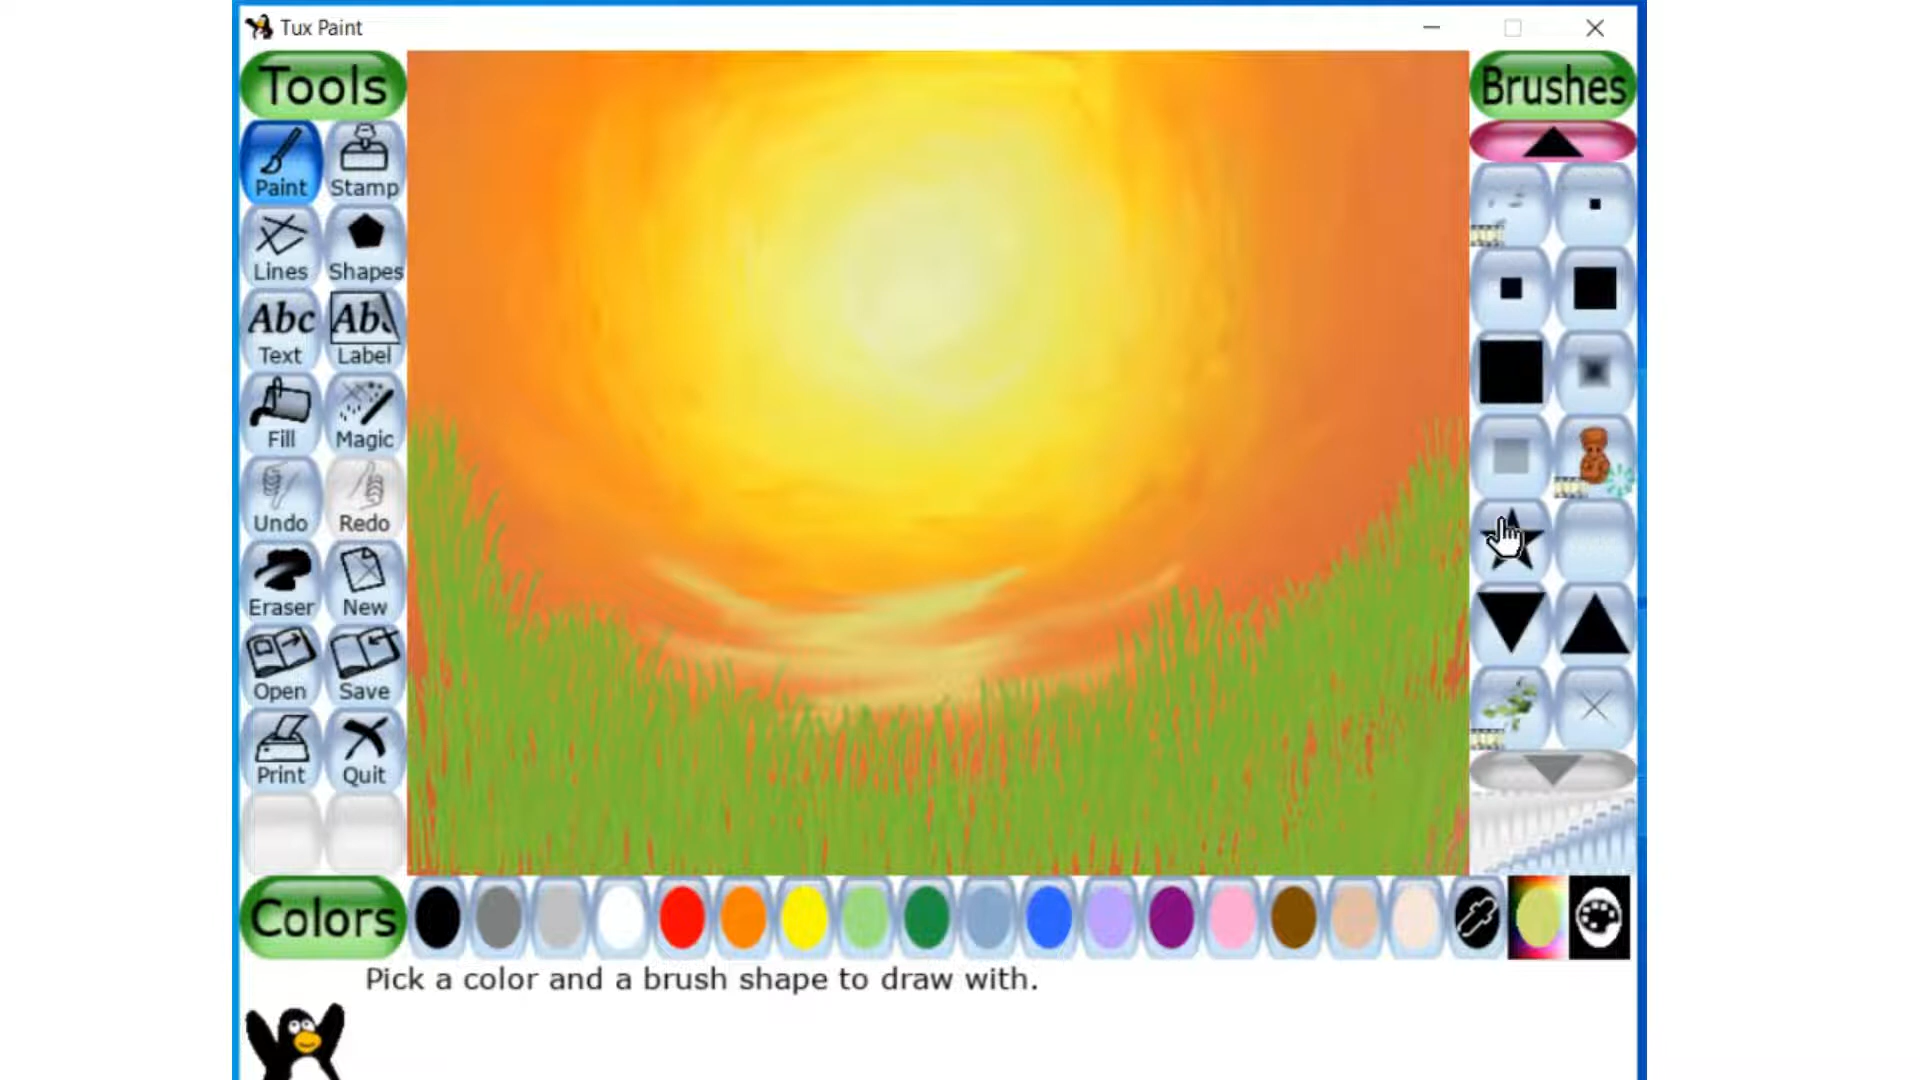 Tux Paint
Tools
Brushes
Paint
Stamp
Lines
Shapes
Abc
Abc
Text
Label
Fill
Magic
Undo
Redo
Eraser
New
Open
Save
Print
Quit
Colors
Pick a color and a brush shape to draw with.